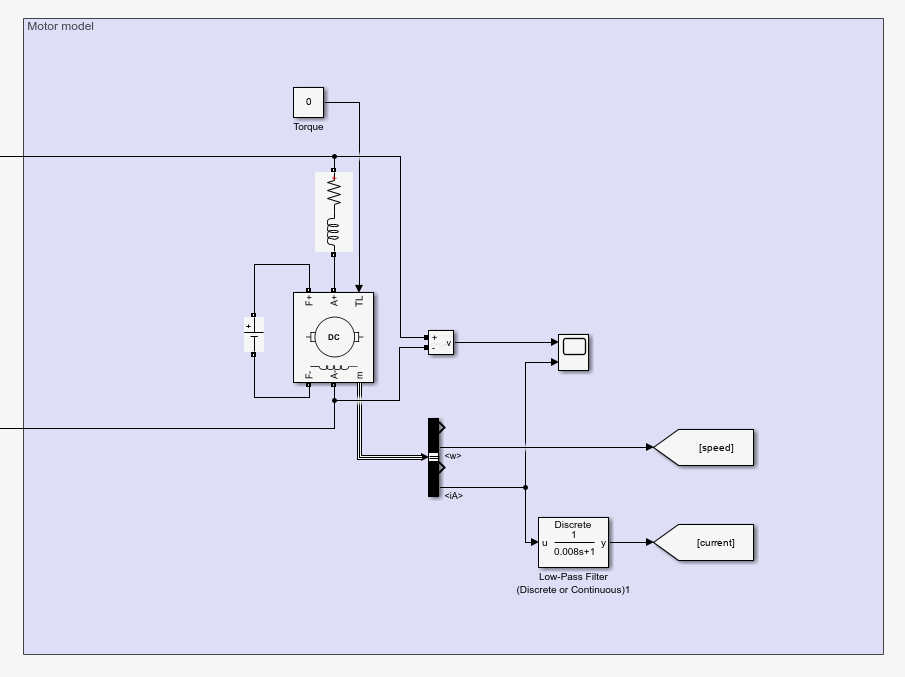 Motor model
0
Torque
+
F+
A+
TL
+
DC
+
-
v
F-
A-
m
[speed]
<w>
<iA>
Discrete
1
u
y
0.008s+1
[current]
Low-Pass Filter
(Discrete or Continuous)1